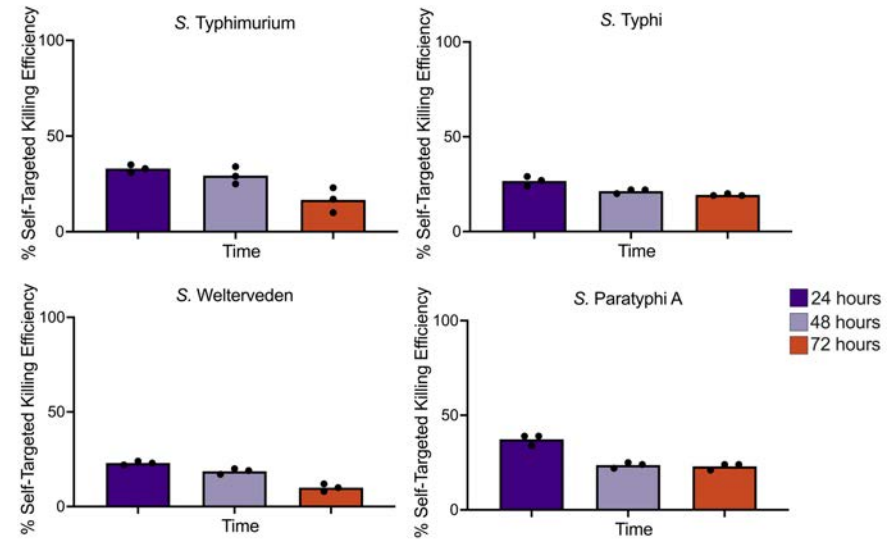 S. Typhimurium
% Self-Targeted Killing Efficiency
100
50
0
Time
S. Typhi
% Self-Targeted Killing Efficiency
100
50
0
Time
S. Welterveden
% Self-Targeted Killing Efficiency
100
50
0
Time
S. Paratyphi A
% Self-Targeted Killing Efficiency
100
50
0
Time
24 hours
48 hours
72 hours